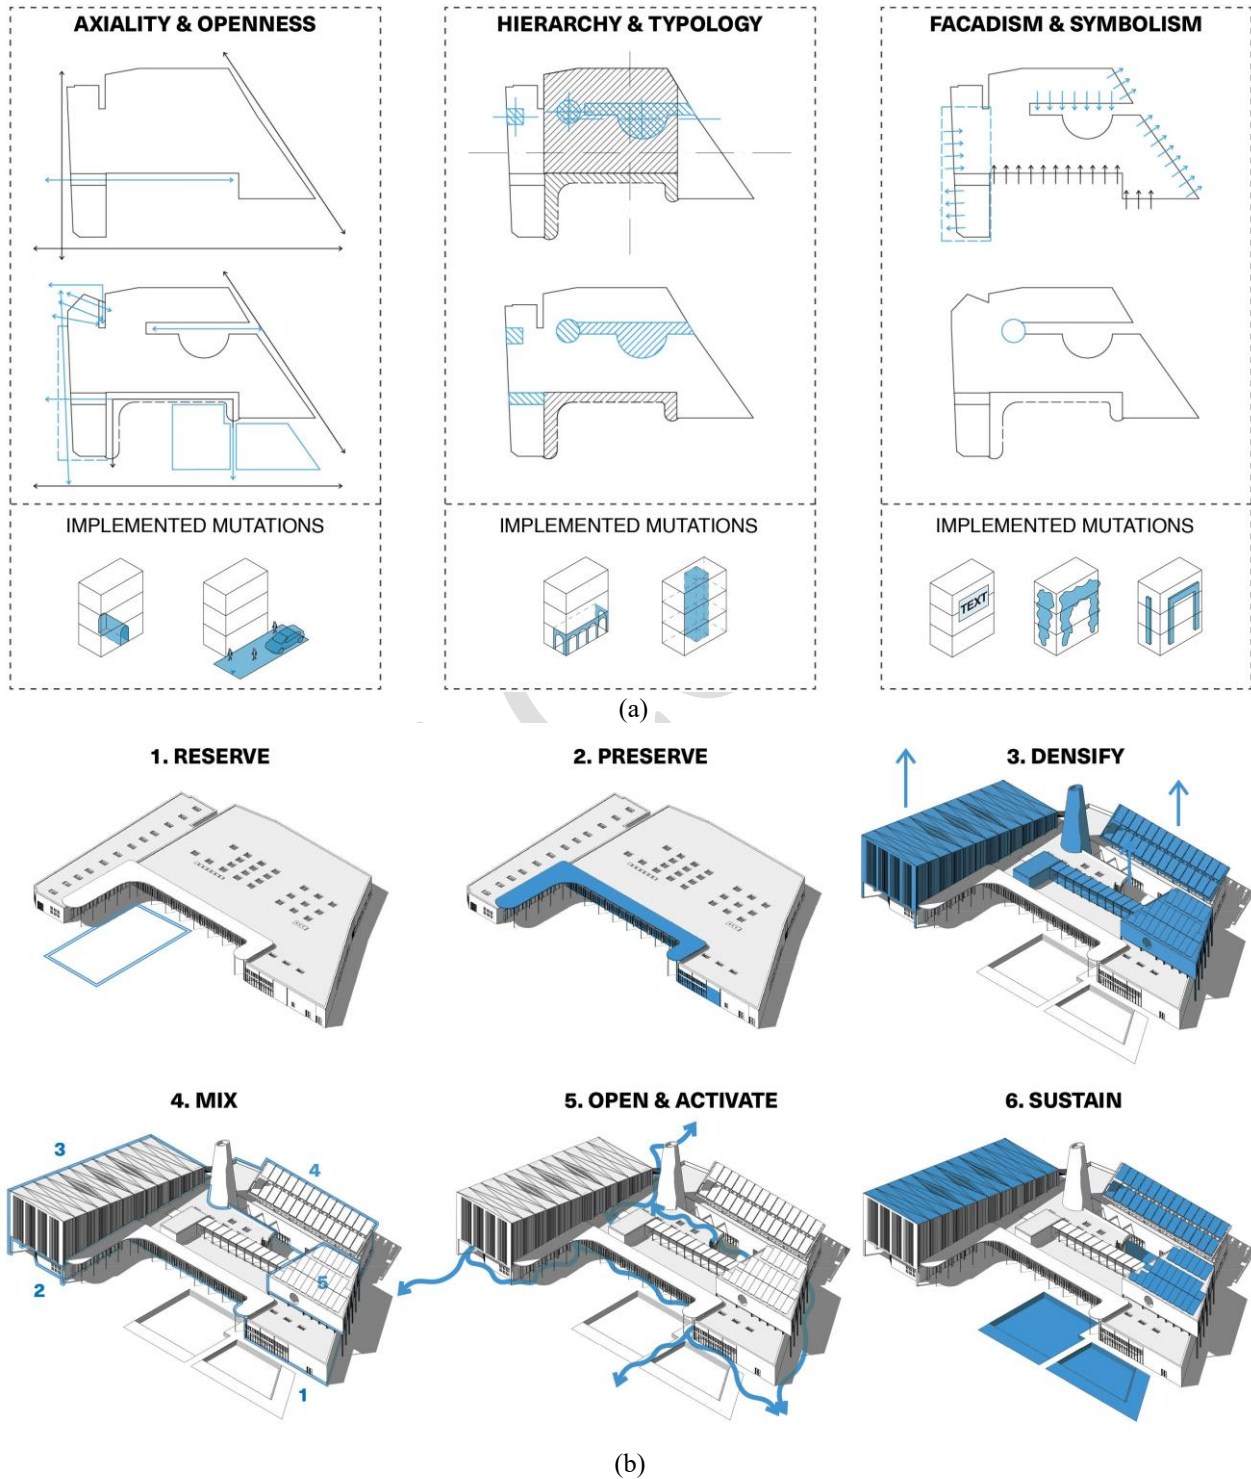 AXIALITY & OPENNESS
HIERARCHY & TYPOLOGY
FACADISM & SYMBOLISM
IMPLEMENTED MUTATIONS
IMPLEMENTED MUTATIONS
IMPLEMENTED MUTATIONS
TEXT
(a)
1. RESERVE
2. PRESERVE
3. DENSIFY
4. MIX
5. OPEN & ACTIVATE
6. SUSTAIN
3
4
5
2
1
(b)